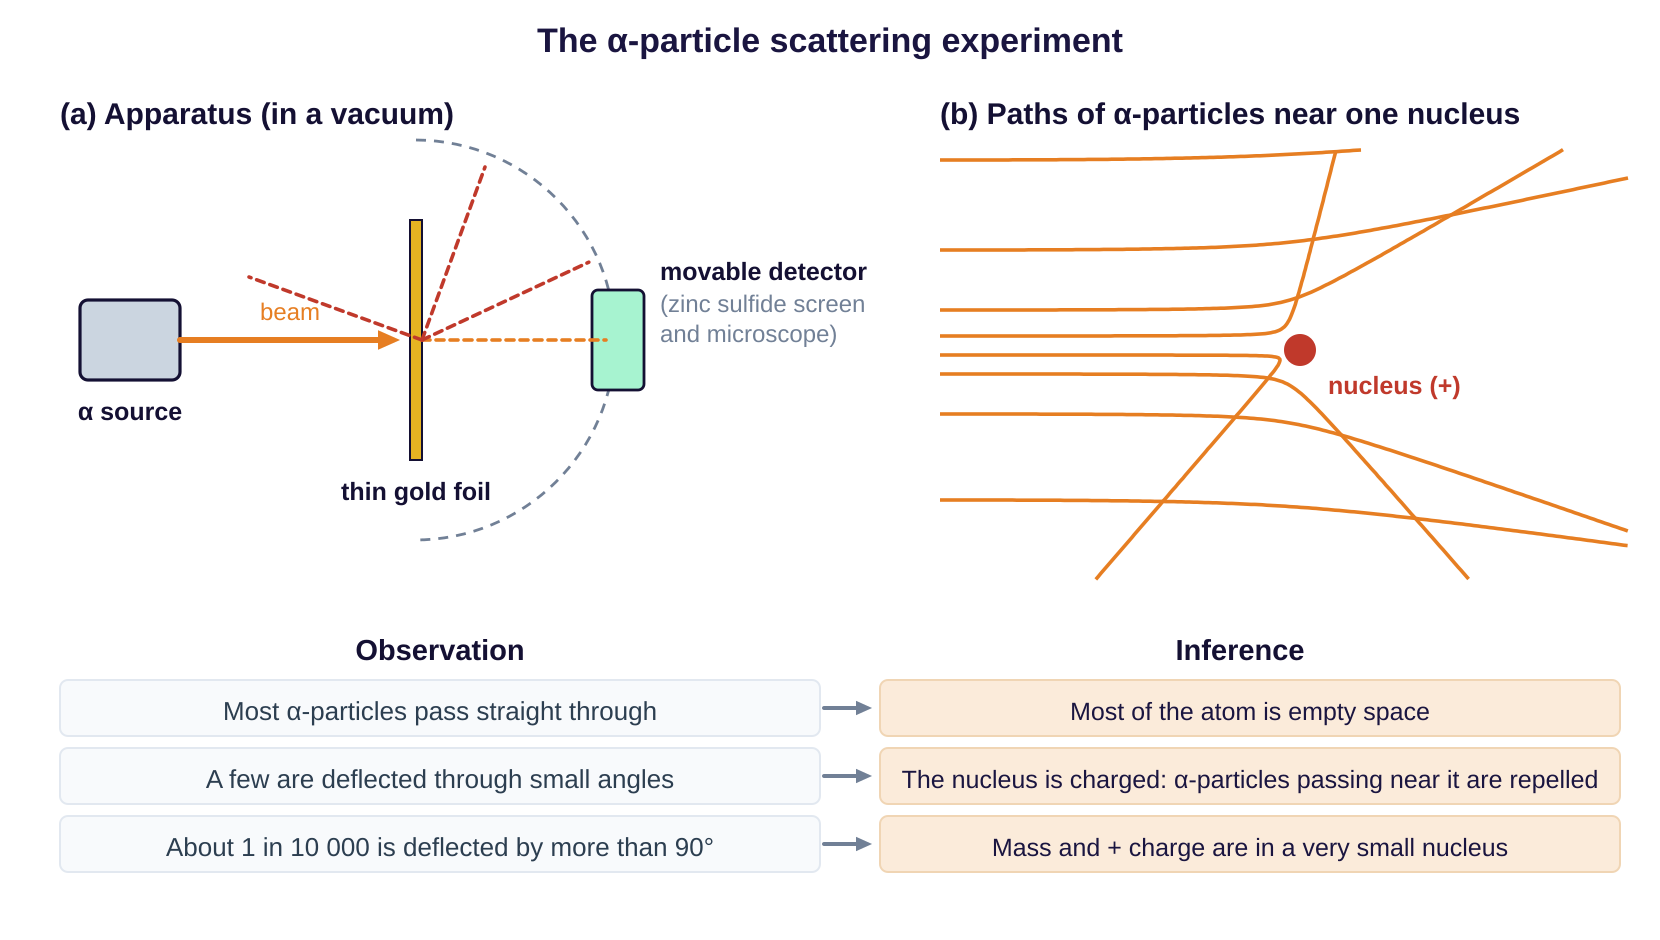 The α-particle scattering experiment
(a) Apparatus (in a vacuum)
beam
α source
thin gold foil
movable detector
(zinc sulfide screen
and microscope)
(b) Paths of α-particles near one nucleus
nucleus (+)
Observation
Inference
Most α-particles pass straight through
Most of the atom is empty space
A few are deflected through small angles
The nucleus is charged: α-particles passing near it are repelled
About 1 in 10 000 is deflected by more than 90°
Mass and + charge are in a very small nucleus